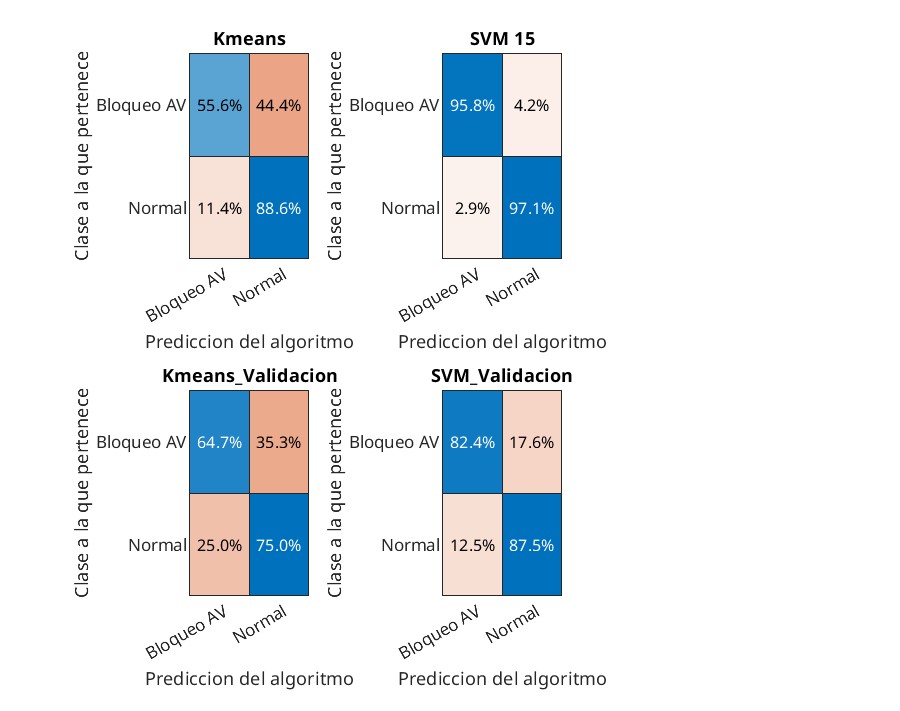 Kmeans
Clase a la que pertenece
Bloqueo AV
55.6% 44.4%
Normal
11.4% 88.6%
Bloqueo AV
Normal
Prediccion del algoritmo
SVM 15
Clase a la que pertenece
Bloqueo AV
95.8% 4.2%
Normal
2.9% 97.1%
Bloqueo AV
Normal
Prediccion del algoritmo
Kmeans_Validacion
Clase a la que pertenece
Bloqueo AV
64.7% 35.3%
Normal
25.0% 75.0%
Bloqueo AV
Normal
Prediccion del algoritmo
SVM_Validacion
Clase a la que pertenece
Bloqueo AV
82.4% 17.6%
Normal
12.5% 87.5%
Bloqueo AV
Normal
Prediccion del algoritmo